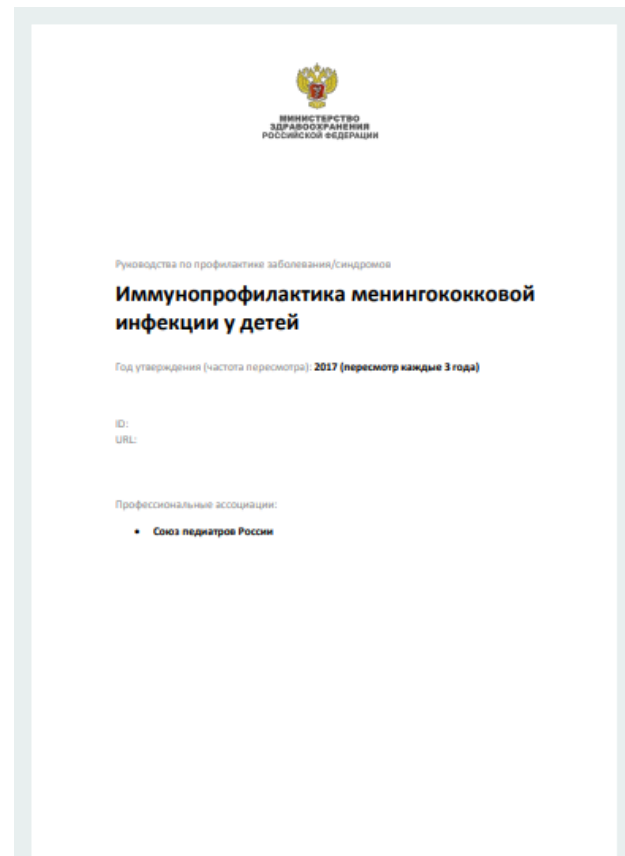 МИНИСТЕРСТВО
ЗДРАВООХРАНЕНИЯ
РОССИЙСКОЙ ФЕДЕРАЦИИ
Руководства по профилактике заболевания/синдромов
Иммунопрофилактика менингококковой
инфекции у детей
Год утверждения (частота пересмотра): 2017 (пересмотр каждые 3 года)
ID:
URL:
Профессиональные ассоциации:
• Союз педиатров России